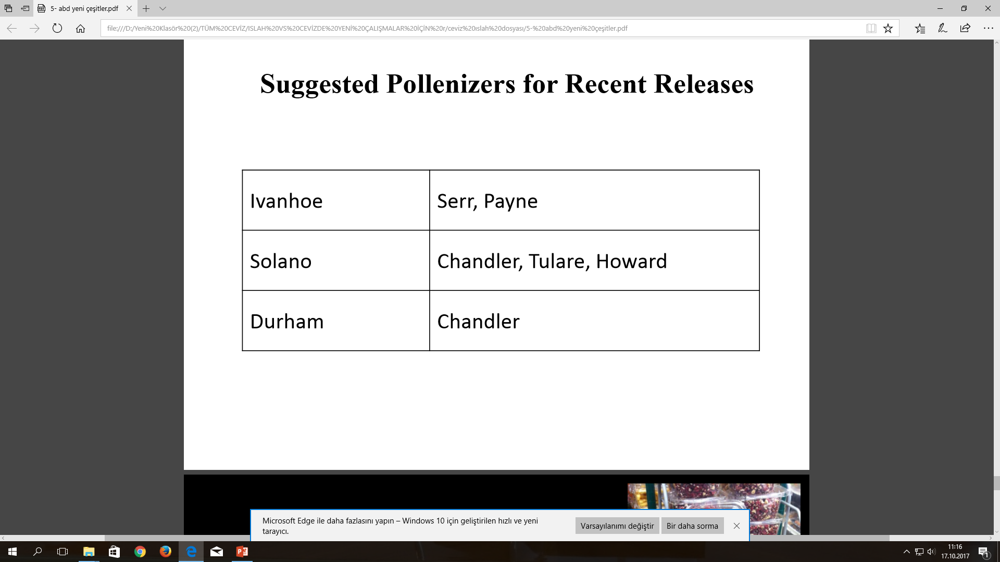 5- abd yeni çeşitler.pdf
file:///D:/Yeni%20Klasör%20(2)/TÜM%20CEVİZ/ISLAH%20VS%20CEVİZDE%20YENİ%20ÇALIŞMALAR%20İÇİN%20r/ceviz%20ıslah%20dosyası/5-%20abd%20yeni%20çeşitler.pdf
Suggested Pollenizers for Recent Releases
Ivanhoe
Serr, Payne
Solano
Chandler, Tulare, Howard
Durham
Chandler
Microsoft Edge ile daha fazlasını yapın – Windows 10 için geliştirilen hızlı ve yeni
tarayıcı.
Varsayılanımı değiştir
Bir daha sorma
11:16
17.10.2017
1